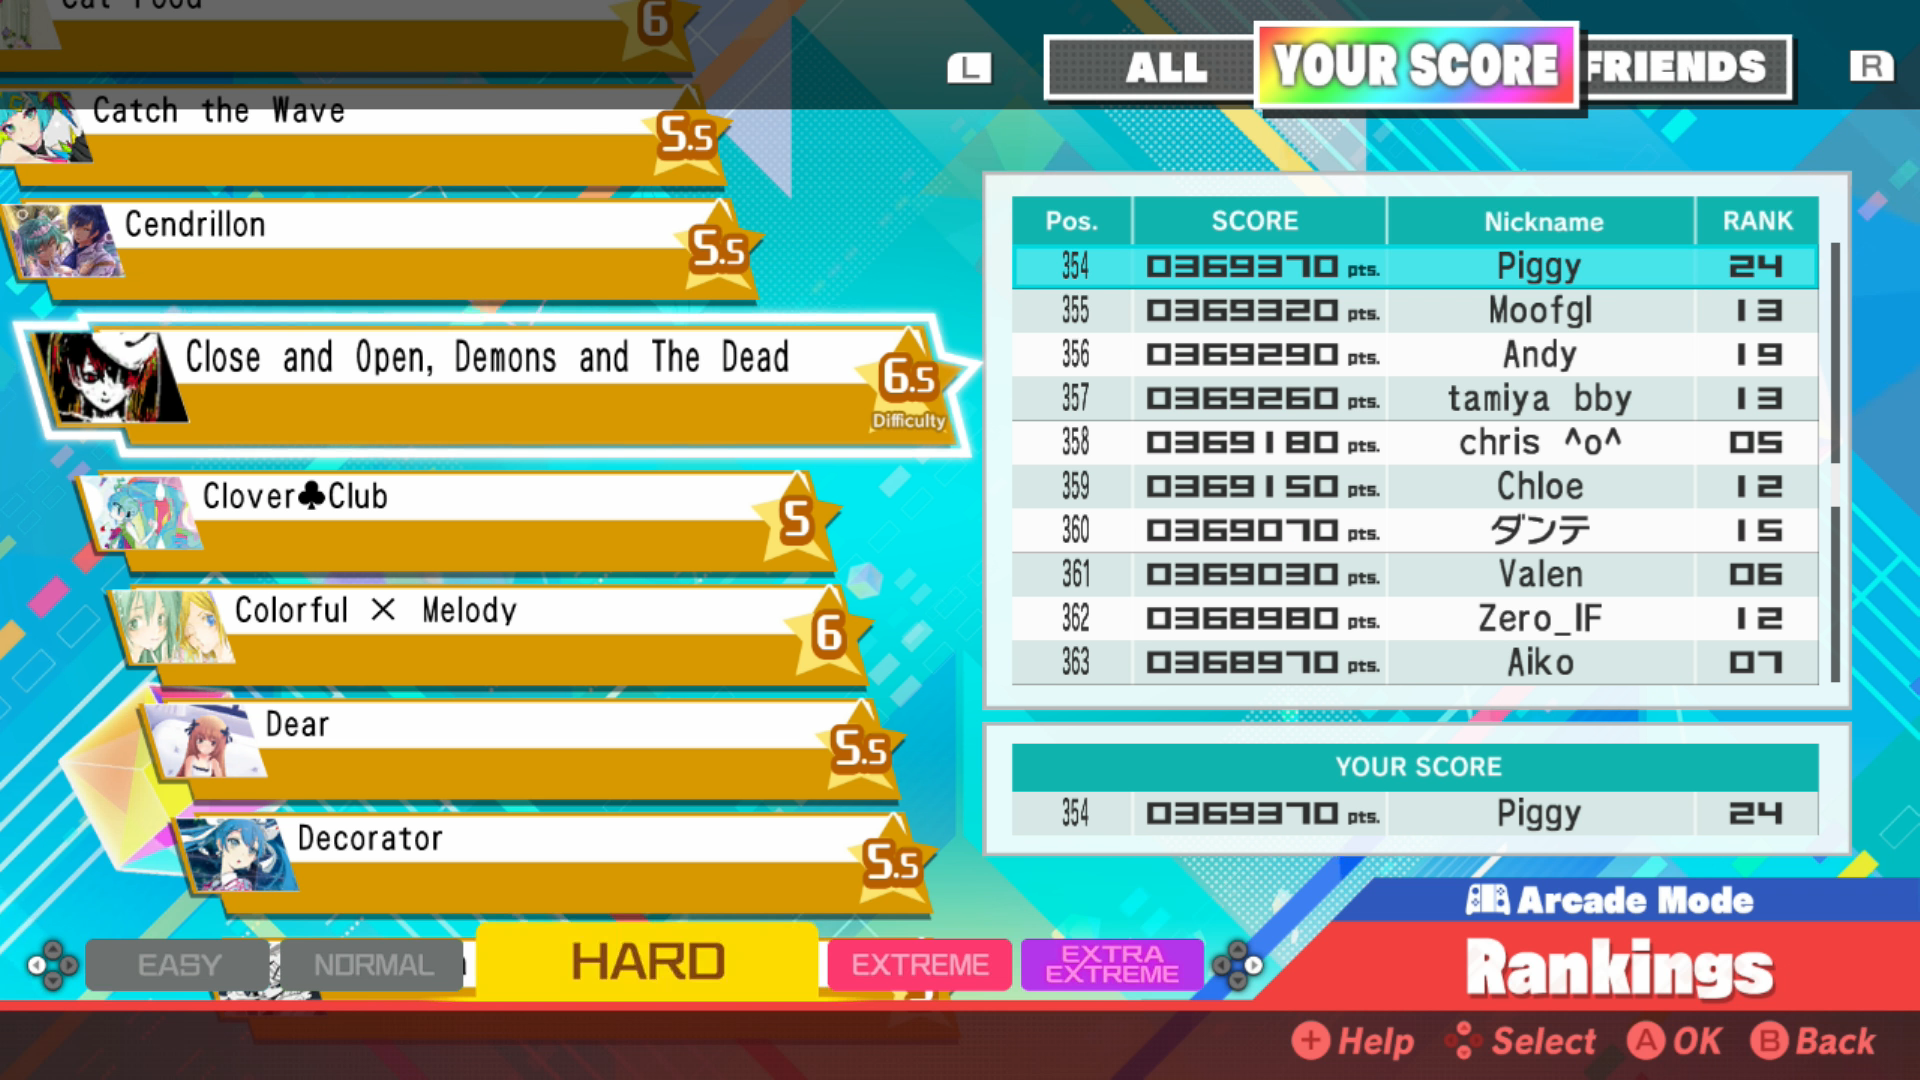 Cat Food
6
L
ALL
YOUR SCORE
FRIENDS
R
Catch the Wave
5.5
Cendrillon
5.5
Close and Open, Demons and The Dead
6.5
Difficulty
Clover♣Club
5
Colorful × Melody
6
Dear
5.5
Decorator
5.5
Pos. SCORE Nickname RANK
354 0369370 pts. Piggy 24
355 0369320 pts. Moofgl 13
356 0369290 pts. Andy 19
357 0369260 pts. tamiya bby 13
358 0369180 pts. chris ^o^ 05
359 0369150 pts. Chloe 12
360 0369070 pts. ダンテ 15
361 0369030 pts. Valen 06
362 0368980 pts. Zero_IF 12
363 0368970 pts. Aiko 07
YOUR SCORE
354 0369370 pts. Piggy 24
Arcade Mode
Rankings
EASY
NORMAL
HARD
EXTREME
EXTRA
EXTREME
+ Help
Select
A OK
B Back